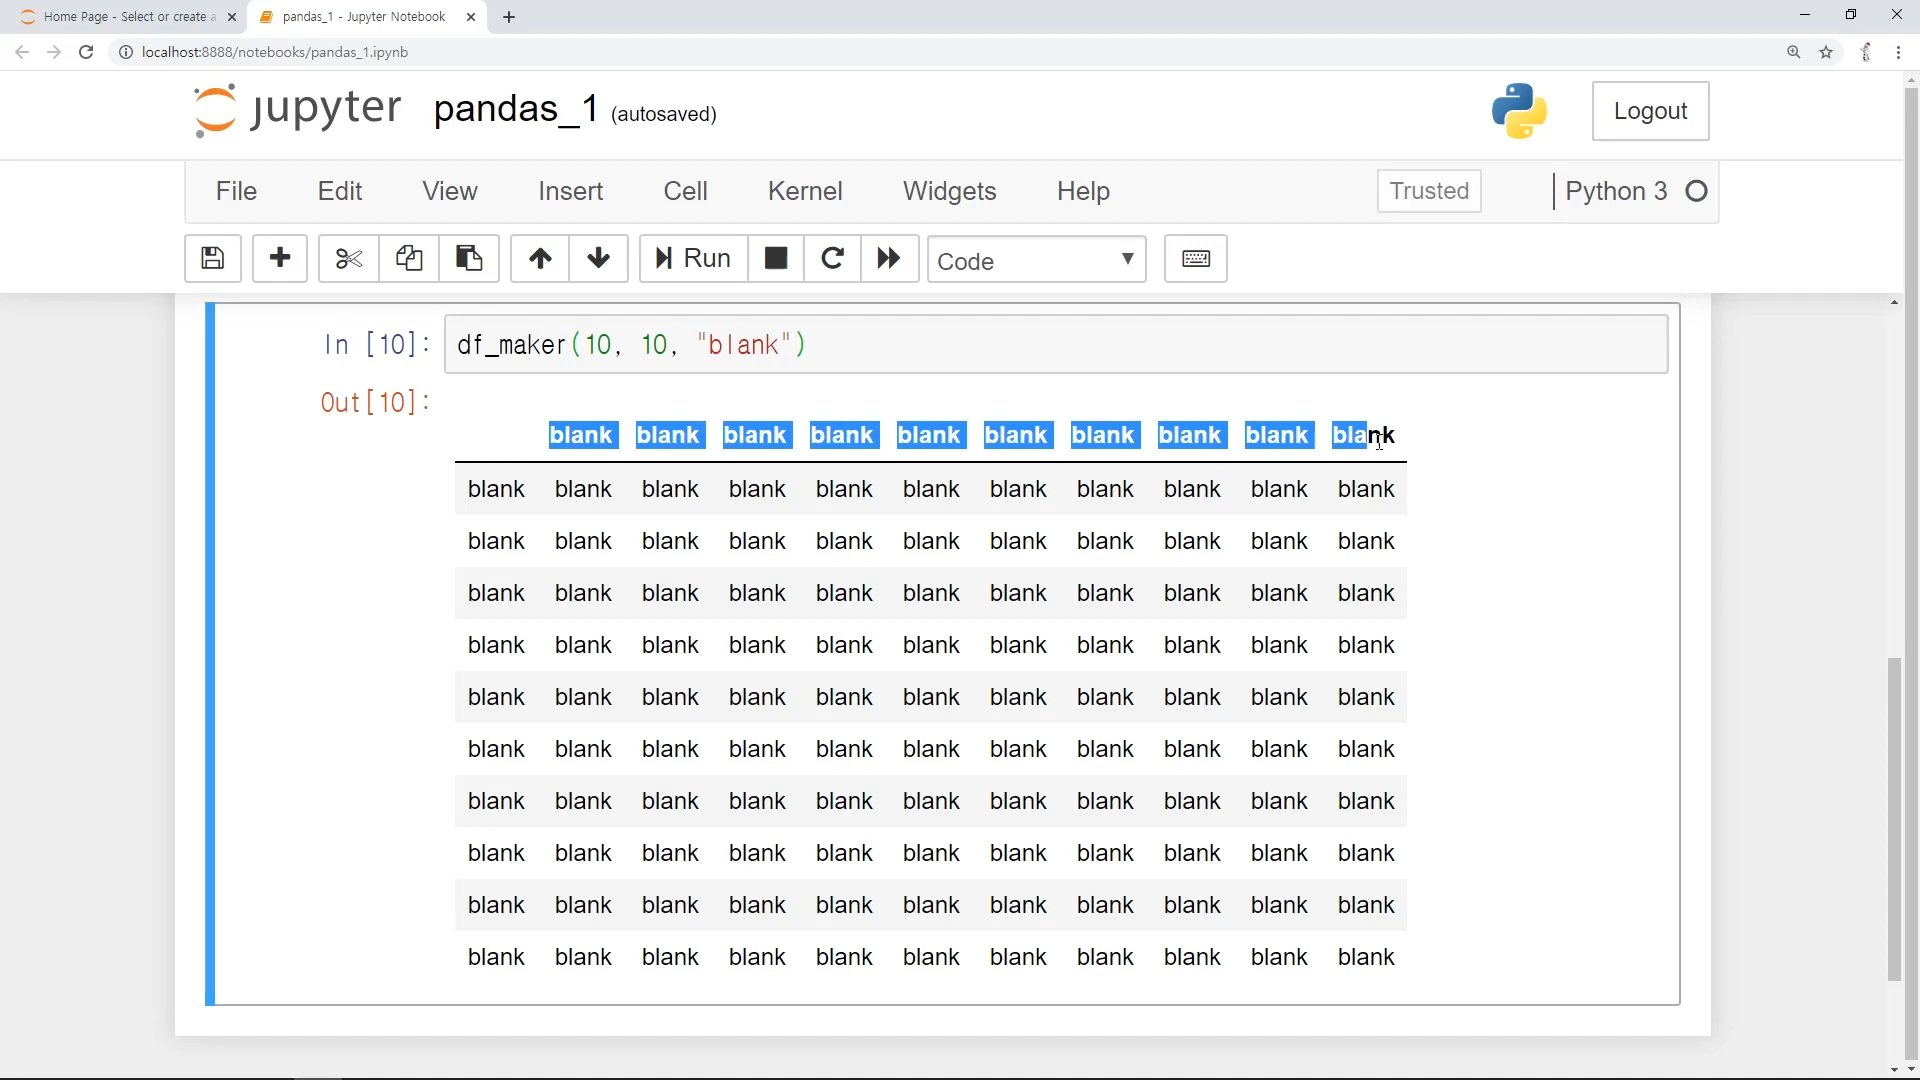 Home Page - Select or create a
pandas_1 - Jupyter Notebook
localhost:8888/notebooks/pandas_1.ipynb
jupyter pandas_1 (autosaved)
Logout
File Edit View Insert Cell Kernel Widgets Help
Trusted
Python 3
Run
Code
In [10]: df_maker(10, 10, "blank")
Out[10]:
blank blank blank blank blank blank blank blank blank blank
blank blank blank blank blank blank blank blank blank blank blank
blank blank blank blank blank blank blank blank blank blank blank
blank blank blank blank blank blank blank blank blank blank blank
blank blank blank blank blank blank blank blank blank blank blank
blank blank blank blank blank blank blank blank blank blank blank
blank blank blank blank blank blank blank blank blank blank blank
blank blank blank blank blank blank blank blank blank blank blank
blank blank blank blank blank blank blank blank blank blank blank
blank blank blank blank blank blank blank blank blank blank blank
blank blank blank blank blank blank blank blank blank blank blank